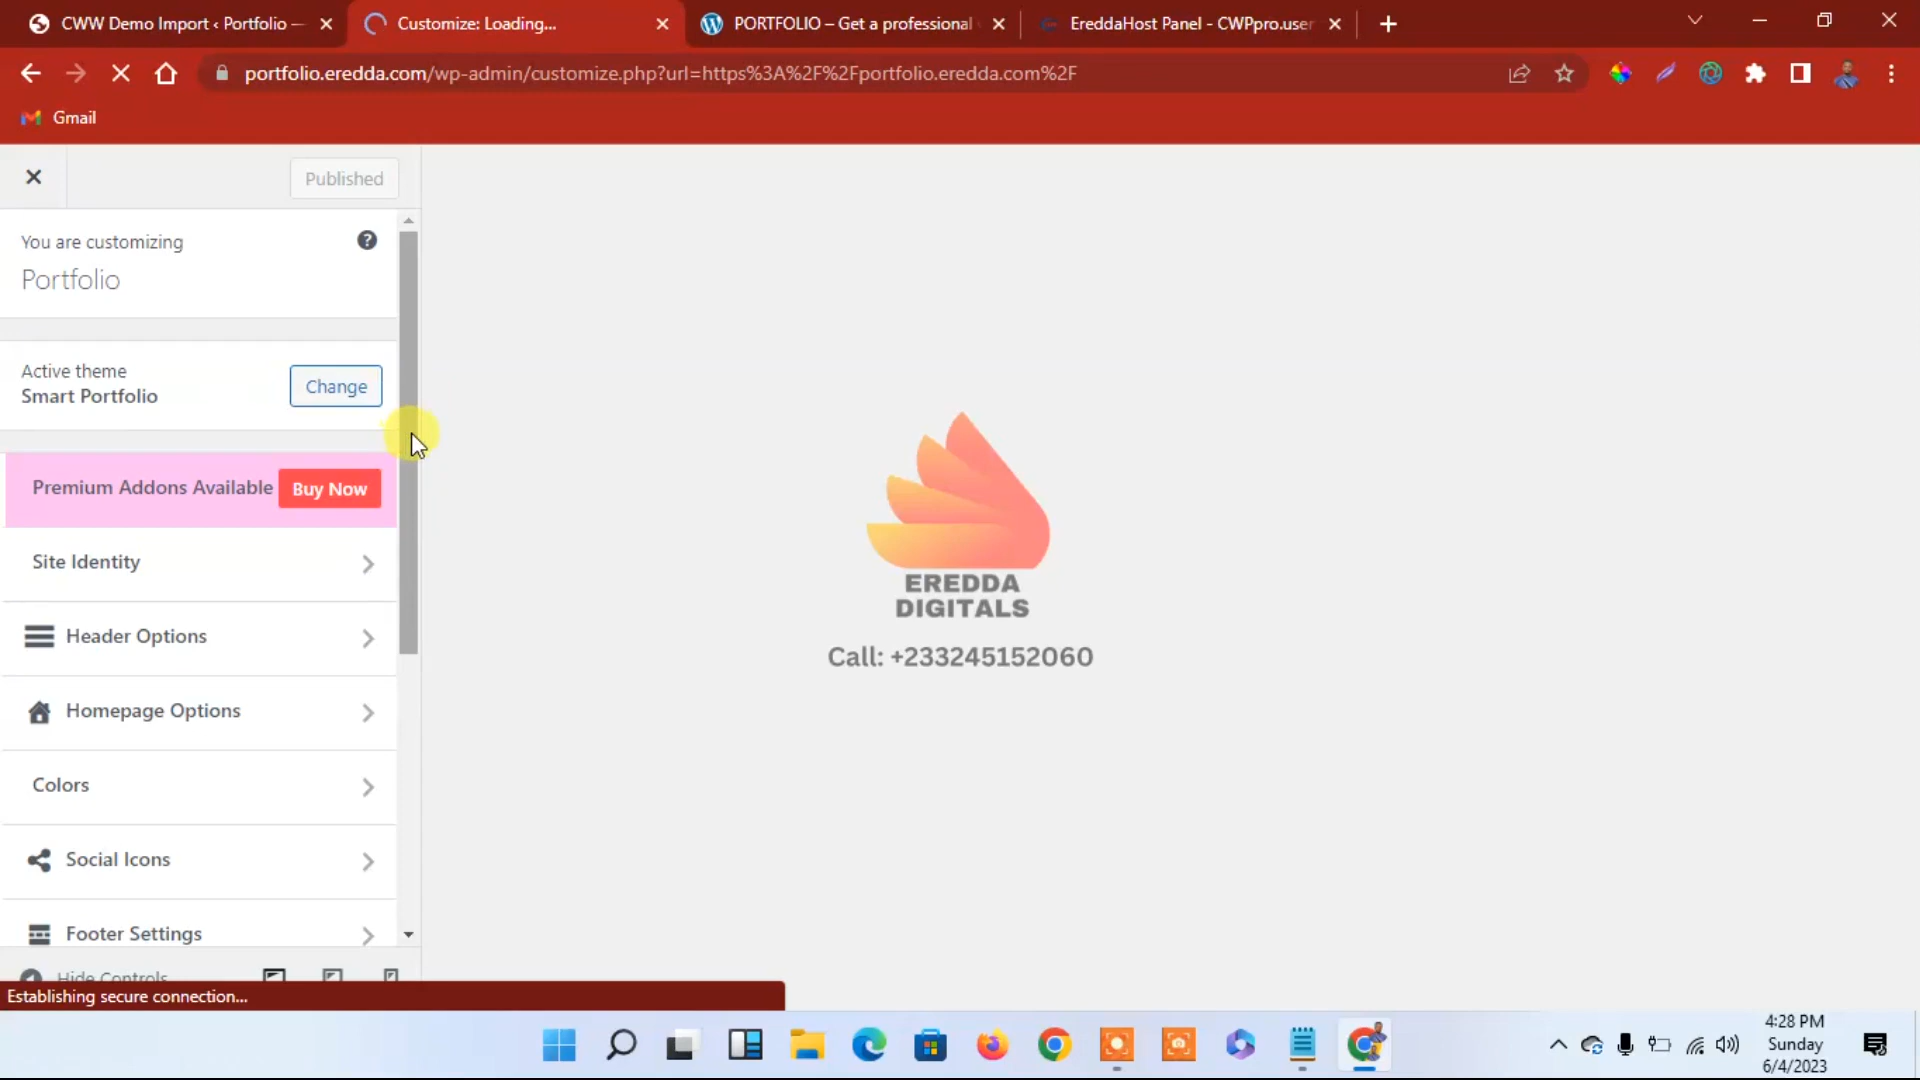 CWW Demo Import ‹ Portfolio —
Customize: Loading...
PORTFOLIO – Get a professional
EreddaHost Panel - CWPpro.user
portfolio.eredda.com/wp-admin/customize.php?url=https%3A%2F%2Fportfolio.eredda.com%2F
Gmail
Published
You are customizing
Portfolio
Active theme
Smart Portfolio
Change
Premium Addons Available
Buy Now
Site Identity
Header Options
Homepage Options
Colors
Social Icons
Footer Settings
Hide Controls
EREDDA
DIGITALS
Call: +233245152060
Establishing secure connection...
4:28 PM
Sunday
6/4/2023